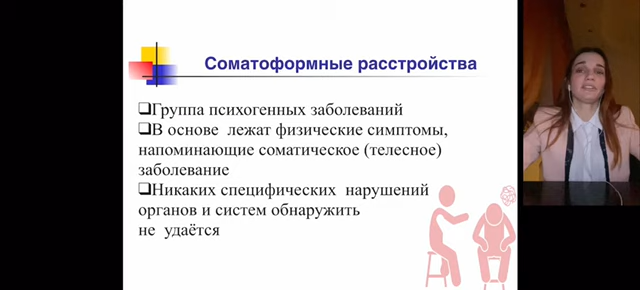 Соматоформные расстройства
❑Группа психогенных заболеваний
❑В основе лежат физические симптомы,
напоминающие соматическое (телесное)
заболевание
❑Никаких специфических нарушений
органов и систем обнаружить
не удаётся